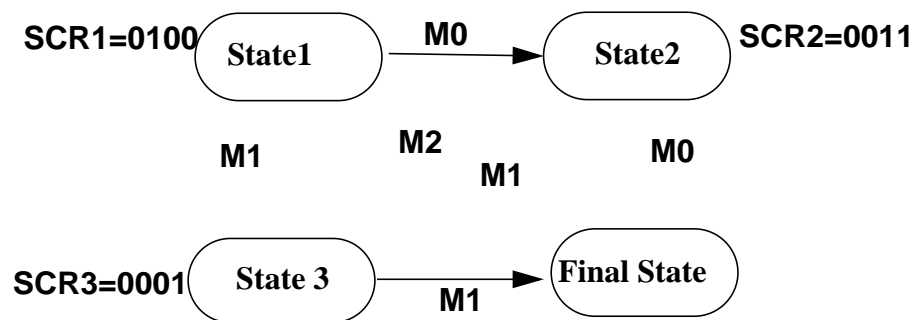 SCR1=0100
State1
M0
State2
SCR2=0011
M1
M2
M1
M0
SCR3=0001
State 3
M1
Final State